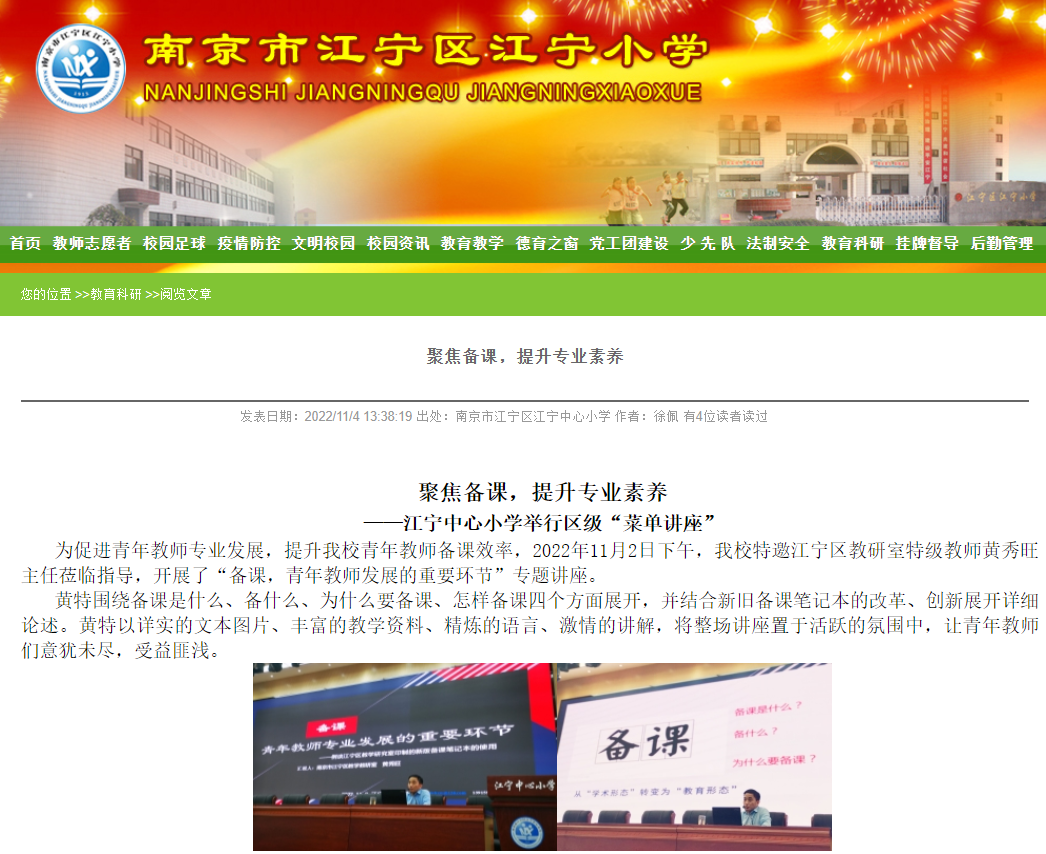 南京市江宁区江宁小学
NANJINGSHI JIANGNINGQU JIANGNINGXIAOXUE
首页 教师志愿者 校园足球 疫情防控 文明校园 校园资讯 教育教学 德育之窗 党工团建设 少 先 队 法制安全 教育科研 挂牌督导 后勤管理
您的位置 >>教育科研 >>阅览文章
聚焦备课，提升专业素养
发表日期：2022/11/4 13:38:19 出处：南京市江宁区江宁中心小学 作者：徐佩 有4位读者读过
聚焦备课，提升专业素养
——江宁中心小学举行区级“菜单讲座”
为促进青年教师专业发展，提升我校青年教师备课效率，2022年11月2日下午，我校特邀江宁区教研室特级教师黄秀旺
主任莅临指导，开展了“备课，青年教师发展的重要环节”专题讲座。
黄特围绕备课是什么、备什么、为什么要备课、怎样备课四个方面展开，并结合新旧备课笔记本的改革、创新展开详细
论述。黄特以详实的文本图片、丰富的教学资料、精炼的语言、激情的讲解，将整场讲座置于活跃的氛围中，让青年教师
们意犹未尽，受益匪浅。
备课
青年教师专业发展的重要环节
江宁中心小学
备课
备课是什么？
备什么？
为什么要备课？
从“学术形态”转变为“教育形态”